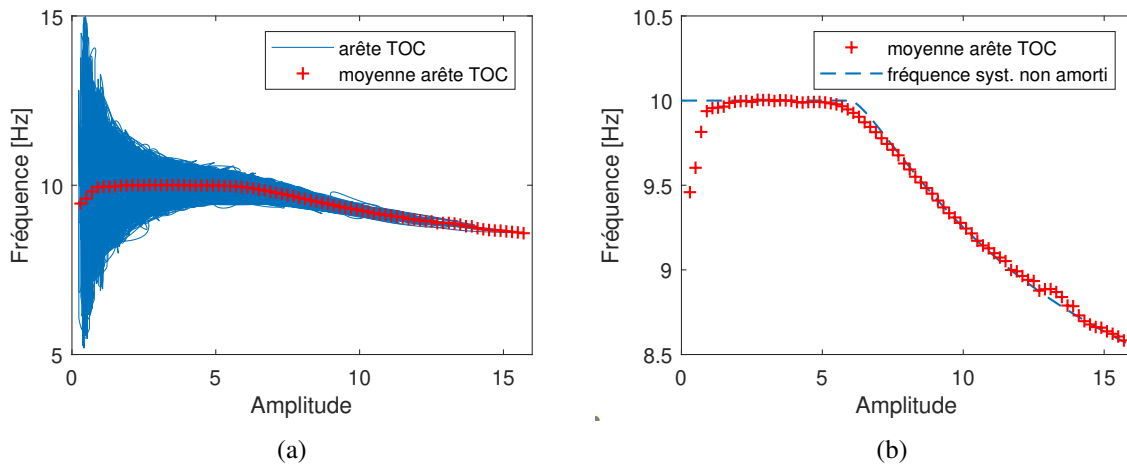 15
10
5
Fréquence [Hz]
arête TOC
moyenne arête TOC
0
5
10
15
Amplitude
(a)
10.5
10
9.5
9
8.5
Fréquence [Hz]
moyenne arête TOC
fréquence syst. non amorti
0
5
10
15
Amplitude
(b)